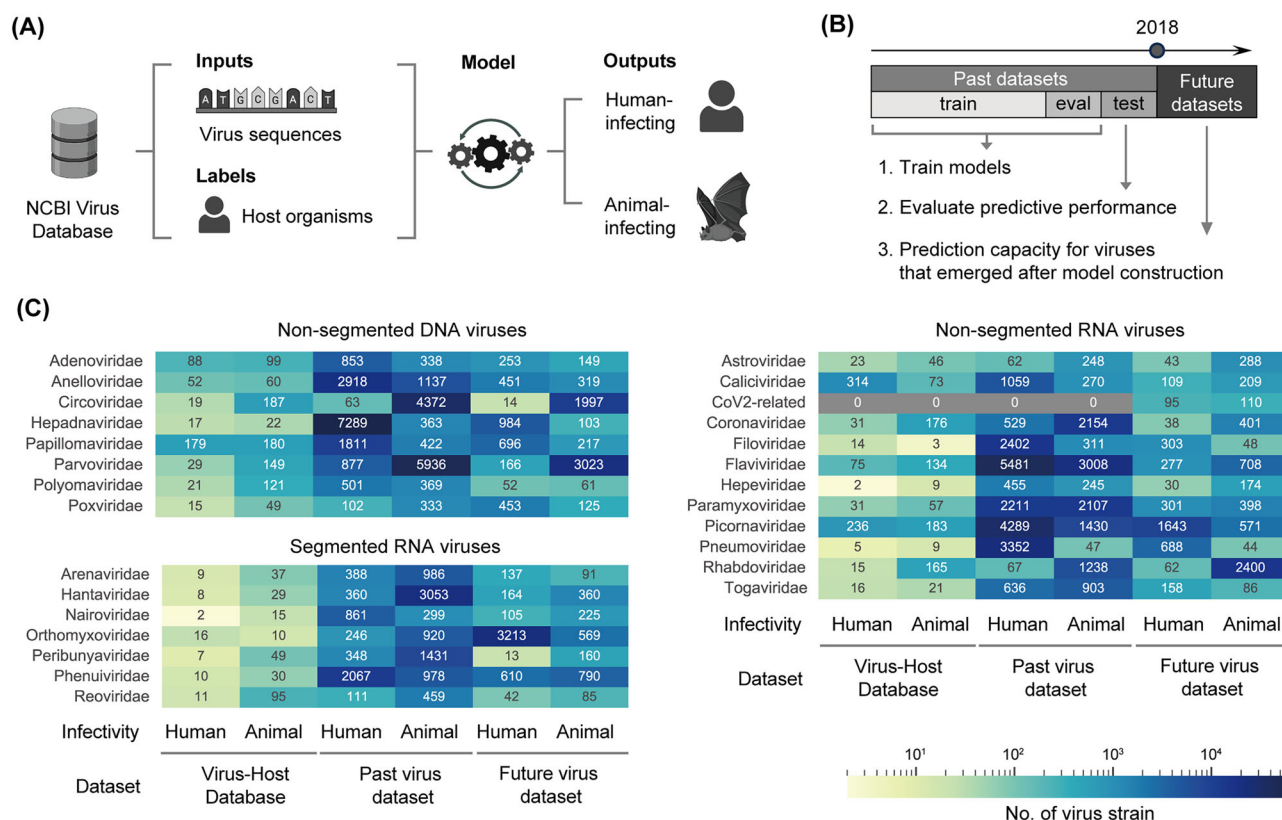 (A)
Inputs
A T G C G A C T
Virus sequences
Labels
Host organisms
NCBI Virus
Database
Model
Outputs
Human-
infecting
Animal-
infecting
(B)
2018
Past datasets
Future
datasets
train eval test
1. Train models
2. Evaluate predictive performance
3. Prediction capacity for viruses
that emerged after model construction
(C)
Non-segmented DNA viruses
Adenoviridae 88 99 853 338 253 149
Anelloviridae 52 60 2918 1137 451 319
Circoviridae 19 187 63 4372 14 1997
Hepadnaviridae 17 22 7289 363 984 103
Papillomaviridae 179 180 1811 422 696 217
Parvoviridae 29 149 877 5936 166 3023
Polyomaviridae 21 121 501 369 52 61
Poxviridae 15 49 102 333 453 125
Segmented RNA viruses
Arenaviridae 9 37 388 986 137 91
Hantaviridae 8 29 360 3053 164 360
Nairoviridae 2 15 861 299 105 225
Orthomyxoviridae 16 10 246 920 3213 569
Peribunyaviridae 7 49 348 1431 13 160
Phenuiviridae 10 30 2067 978 610 790
Reoviridae 11 95 111 459 42 85
Infectivity Human Animal Human Animal Human Animal
Dataset
Virus-Host
Database
Past virus
dataset
Future virus
dataset
Non-segmented RNA viruses
Astroviridae 23 46 62 248 43 288
Caliciviridae 314 73 1059 270 109 209
CoV2-related 0 0 0 0 95 110
Coronaviridae 31 176 529 2154 38 401
Filoviridae 14 3 2402 311 303 48
Flaviviridae 75 134 5481 3008 277 708
Hepeviridae 2 9 455 245 30 174
Paramyxoviridae 31 57 2211 2107 301 398
Picornaviridae 236 183 4289 1430 1643 571
Pneumoviridae 5 9 3352 47 688 44
Rhabdoviridae 15 165 67 1238 62 2400
Togaviridae 16 21 636 903 158 86
Infectivity Human Animal Human Animal Human Animal
Dataset
Virus-Host
Database
Past virus
dataset
Future virus
dataset
10¹ 10² 10³ 10⁴
No. of virus strain